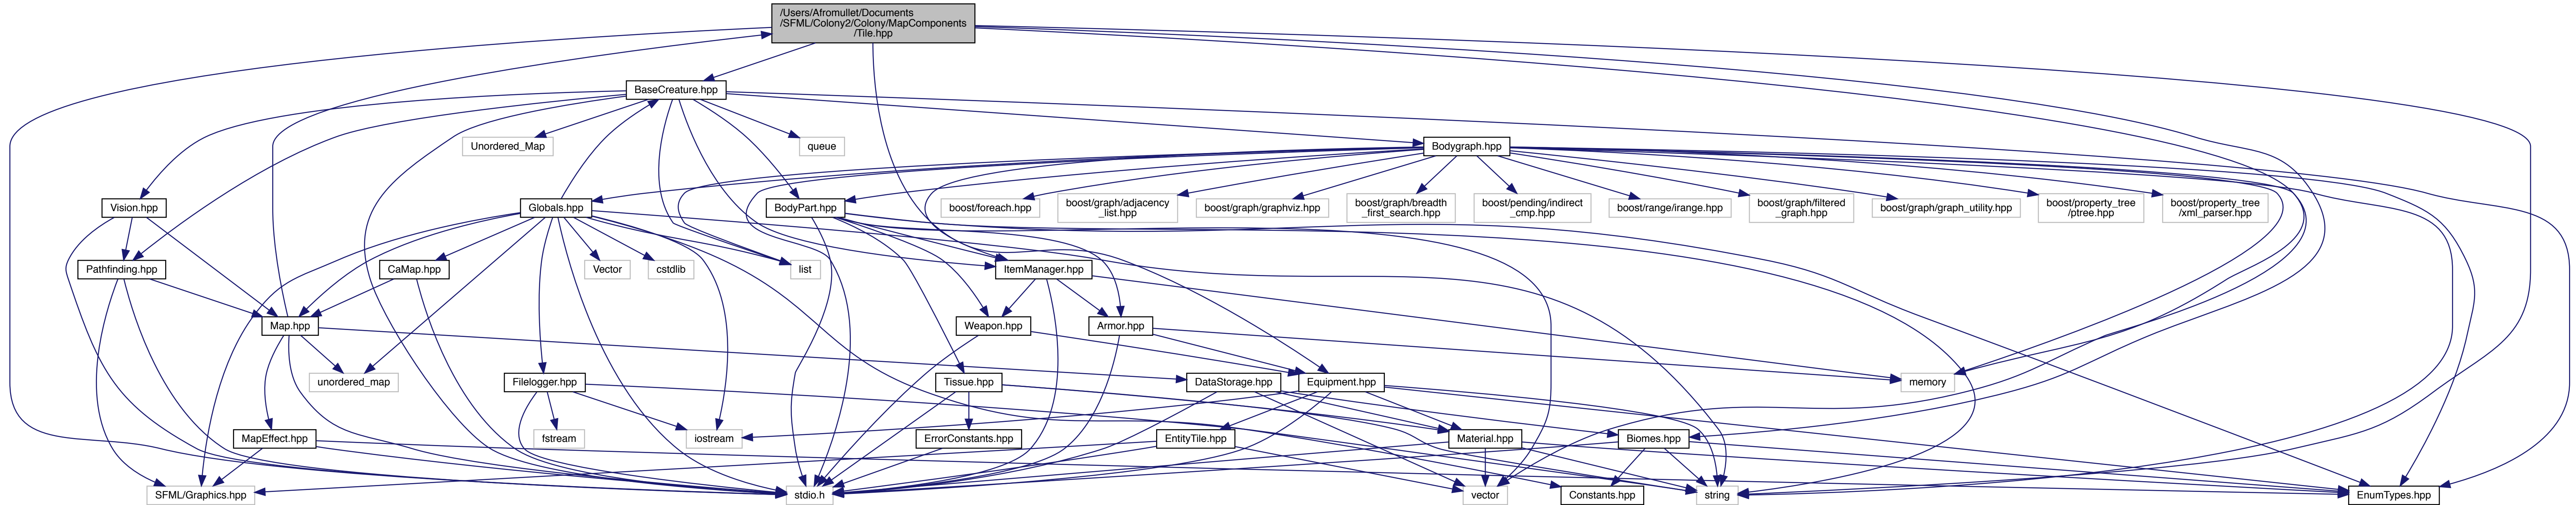 /Users/Afromullet/Documents
/SFML/Colony2/Colony/MapComponents
/Tile.hpp
BaseCreature.hpp
Unordered_Map
queue
Bodygraph.hpp
Vision.hpp
Globals.hpp
BodyPart.hpp
boost/foreach.hpp
boost/graph/adjacency
_list.hpp
boost/graph/graphviz.hpp
boost/graph/breadth
_first_search.hpp
boost/pending/indirect
_cmp.hpp
boost/range/irange.hpp
boost/graph/filtered
_graph.hpp
boost/graph/graph_utility.hpp
boost/property_tree
/ptree.hpp
boost/property_tree
/xml_parser.hpp
Pathfinding.hpp
CaMap.hpp
Vector
cstdlib
list
ItemManager.hpp
Map.hpp
Weapon.hpp
Armor.hpp
unordered_map
Filelogger.hpp
Tissue.hpp
DataStorage.hpp
Equipment.hpp
memory
MapEffect.hpp
fstream
iostream
ErrorConstants.hpp
EntityTile.hpp
Material.hpp
Biomes.hpp
SFML/Graphics.hpp
stdio.h
vector
Constants.hpp
string
EnumTypes.hpp